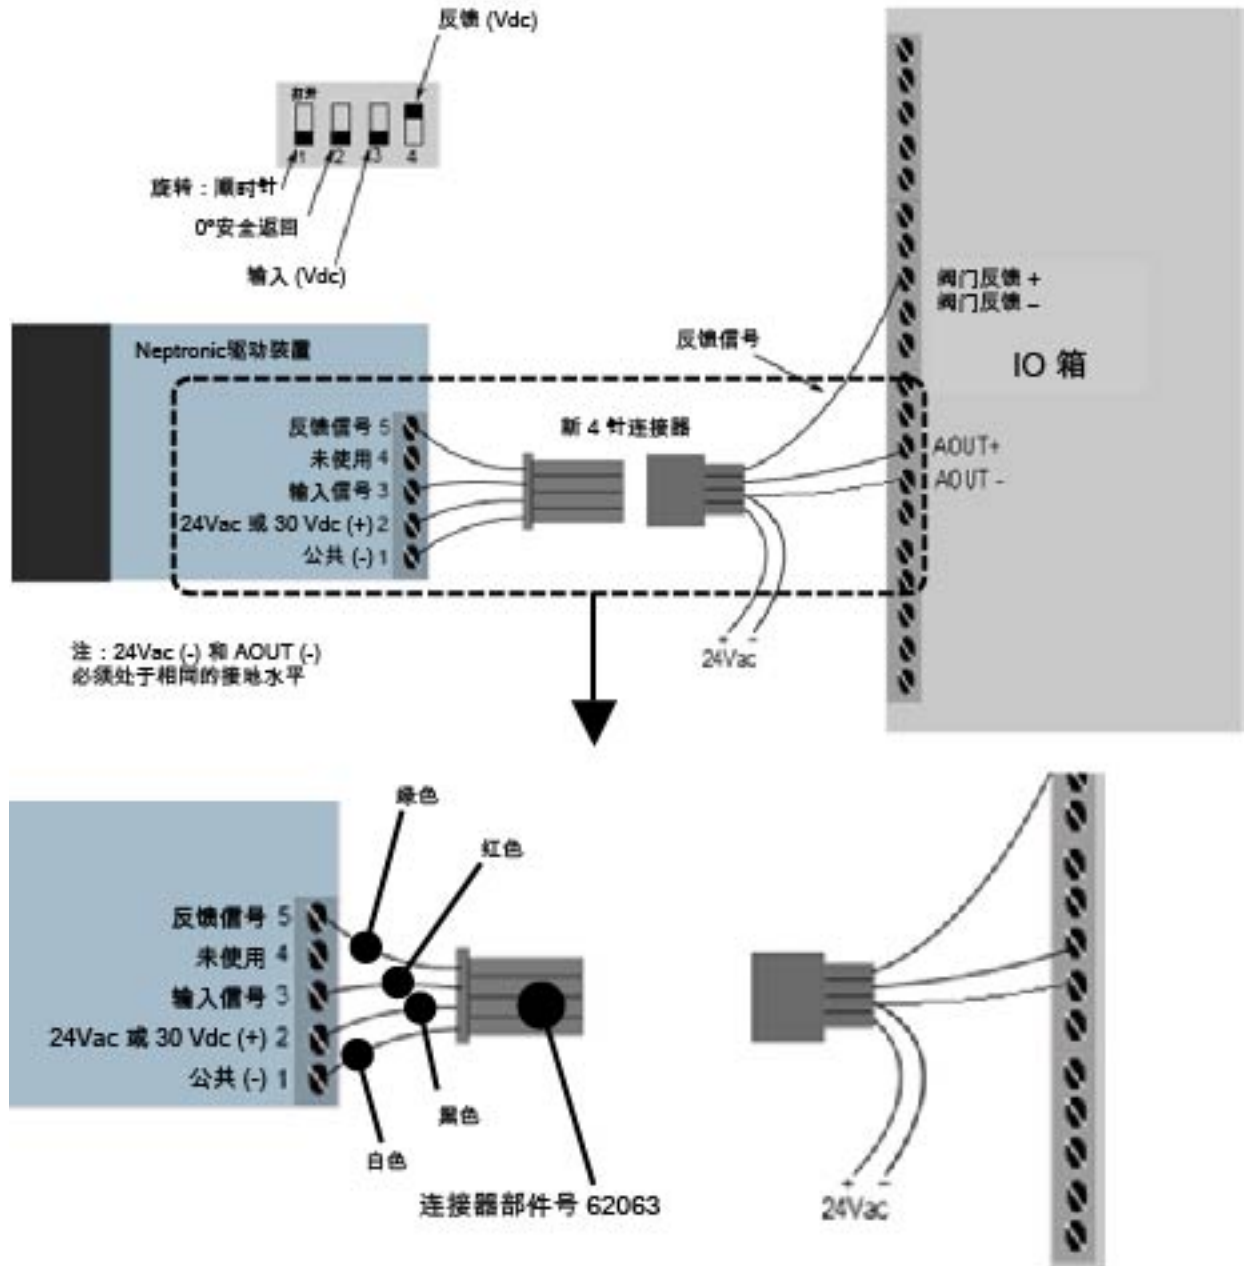 反馈 (Vdc)
打开
1 2 3 4
旋转：顺时针
0°安全返回
输入 (Vdc)
阀门反馈 +
阀门反馈 –
IO 箱
Neptronic驱动装置
反馈信号
新 4 针连接器
反馈信号 5
未使用 4
输入信号 3
24Vac 或 30 Vdc (+) 2
公共 (-) 1
AOUT+
AOUT -
+ -
24Vac
注：24Vac (-) 和 AOUT (-)
必须处于相同的接地水平
绿色
红色
反馈信号 5
未使用 4
输入信号 3
24Vac 或 30 Vdc (+) 2
公共 (-) 1
黑色
白色
连接器部件号 62063
+ -
24Vac